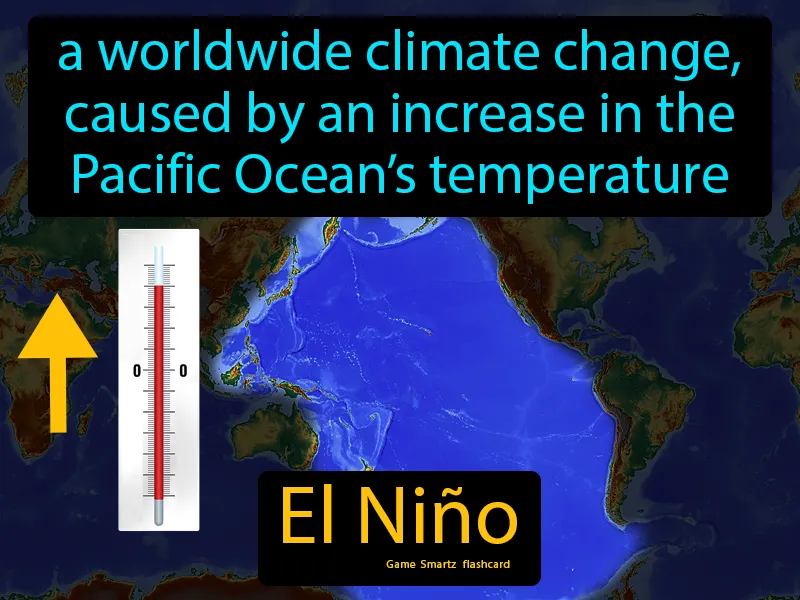 a worldwide climate change,
caused by an increase in the
Pacific Ocean’s temperature
0 0
El Niño
Game Smartz flashcard